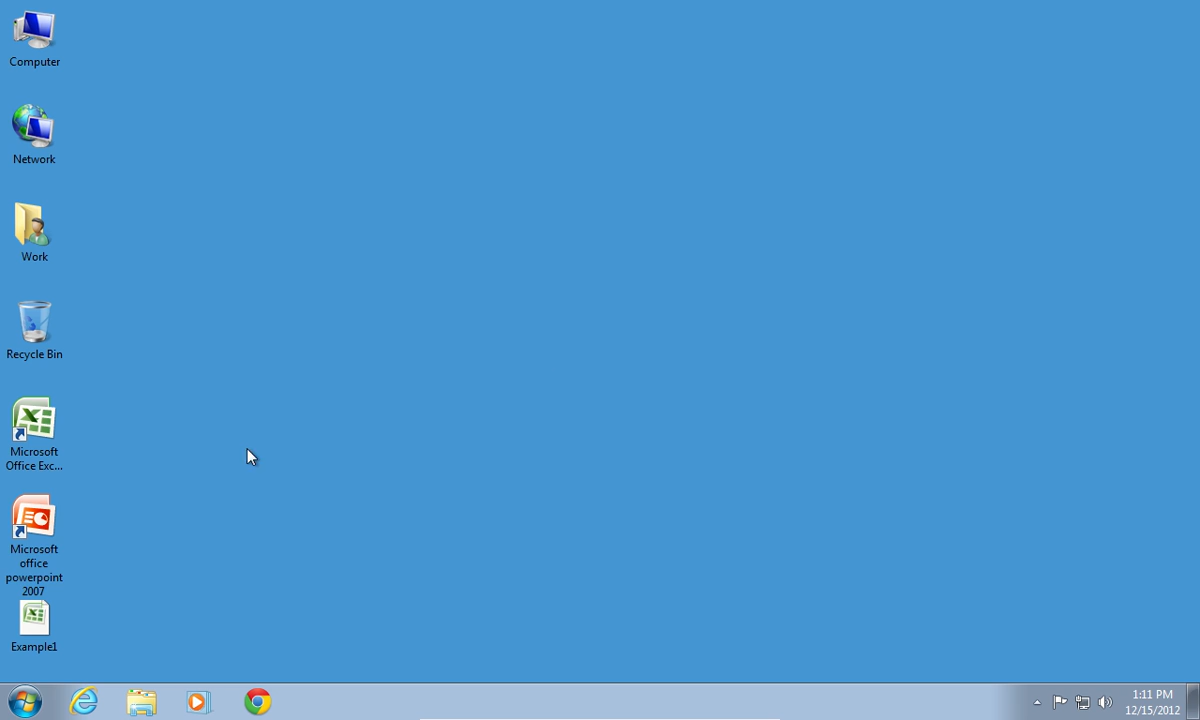 Computer
Network
Work
Recycle Bin
Microsoft
Office Exc...
Microsoft
office
powerpoint
2007
Example1
1:11 PM
12/15/2012